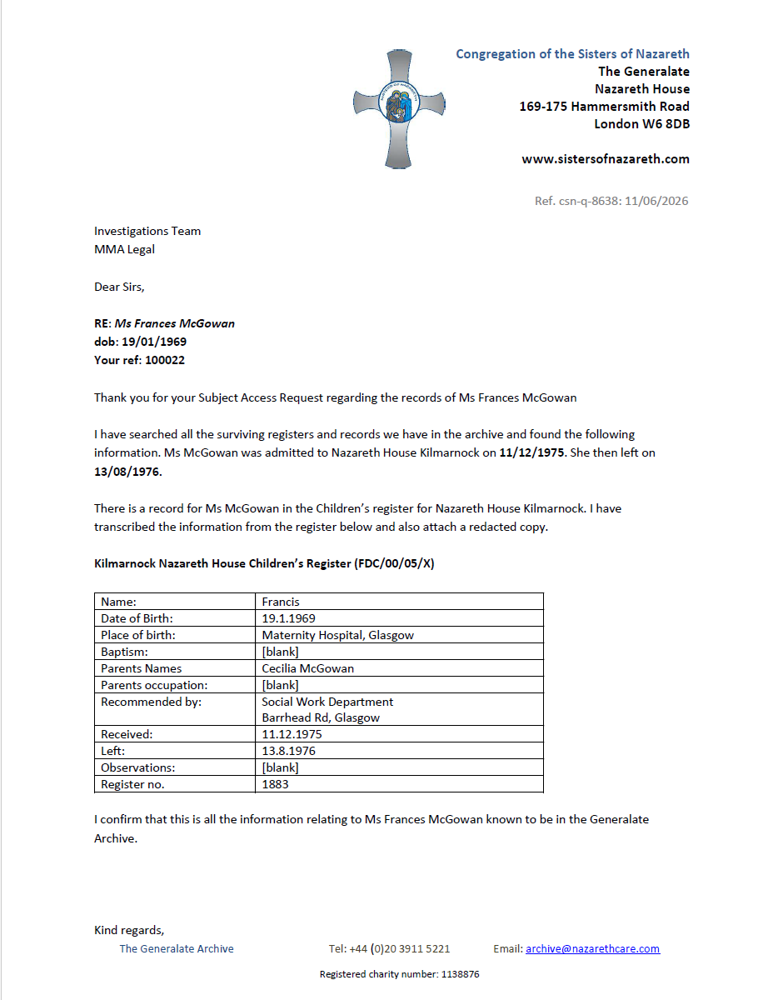 Congregation of the Sisters of Nazareth
The Generalate
Nazareth House
169-175 Hammersmith Road
London W6 8DB
www.sistersofnazareth.com
SISTERS OF NAZARETH
Ref. csn-q-8638: 11/06/2026
Investigations Team
MMA Legal
Dear Sirs,
RE: Ms Frances McGowan
dob: 19/01/1969
Your ref: 100022
Thank you for your Subject Access Request regarding the records of Ms Frances McGowan
I have searched all the surviving registers and records we have in the archive and found the following
information. Ms McGowan was admitted to Nazareth House Kilmarnock on 11/12/1975. She then left on
13/08/1976.
There is a record for Ms McGowan in the Children’s register for Nazareth House Kilmarnock. I have
transcribed the information from the register below and also attach a redacted copy.
Kilmarnock Nazareth House Children’s Register (FDC/00/05/X)
Name: Francis
Date of Birth: 19.1.1969
Place of birth: Maternity Hospital, Glasgow
Baptism: [blank]
Parents Names Cecilia McGowan
Parents occupation: [blank]
Recommended by: Social Work Department
Barrhead Rd, Glasgow
Received: 11.12.1975
Left: 13.8.1976
Observations: [blank]
Register no. 1883
I confirm that this is all the information relating to Ms Frances McGowan known to be in the Generalate
Archive.
Kind regards,
The Generalate Archive Tel: +44 (0)20 3911 5221 Email: archive@nazarethcare.com
Registered charity number: 1138876